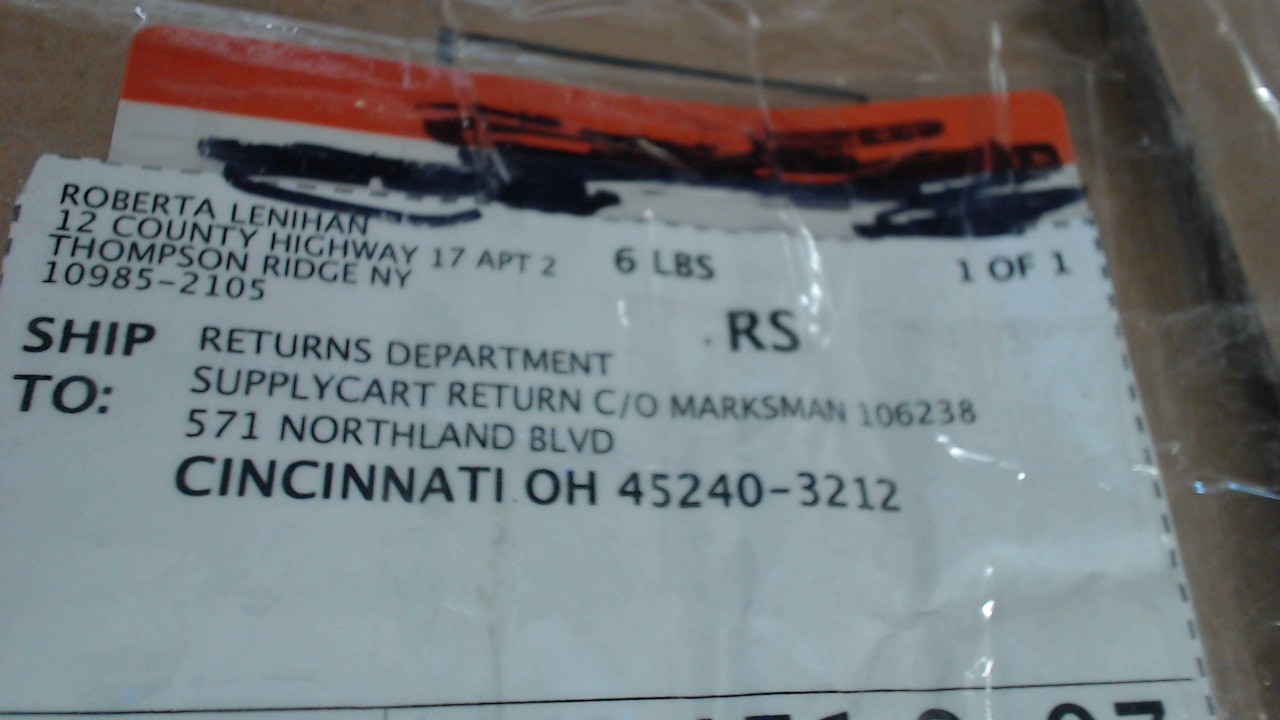 ROBERTA LENIHAN
12 COUNTY HIGHWAY 17 APT 2
THOMPSON RIDGE NY
10985-2105
6 LBS
1 OF 1
RS
SHIP TO:
RETURNS DEPARTMENT
SUPPLYCART RETURN C/O MARKSMAN 106238
571 NORTHLAND BLVD
CINCINNATI OH 45240-3212